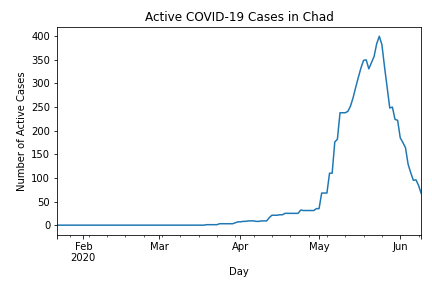 Active COVID-19 Cases in Chad
Number of Active Cases
400
350
300
250
200
150
100
50
0
Feb
2020
Mar
Apr
May
Jun
Day